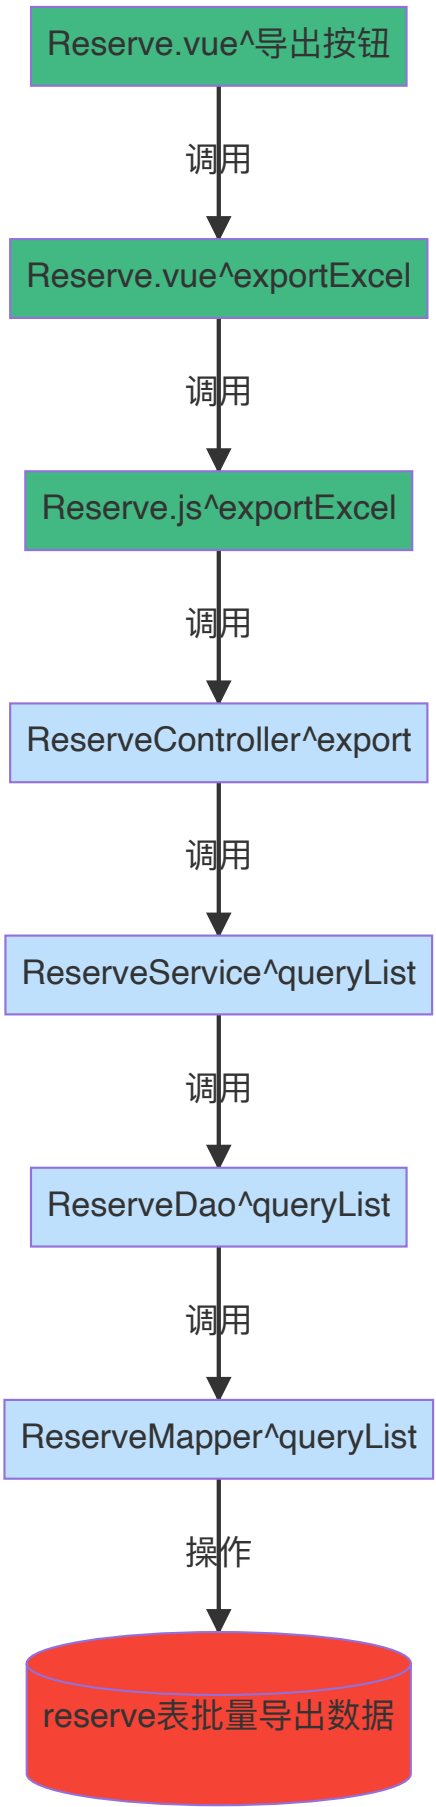 Reserve.vue^导出按钮
调用
Reserve.vue^exportExcel
调用
Reserve.js^exportExcel
调用
ReserveController^export
调用
ReserveService^queryList
调用
ReserveDao^queryList
调用
ReserveMapper^queryList
操作
reserve表批量导出数据